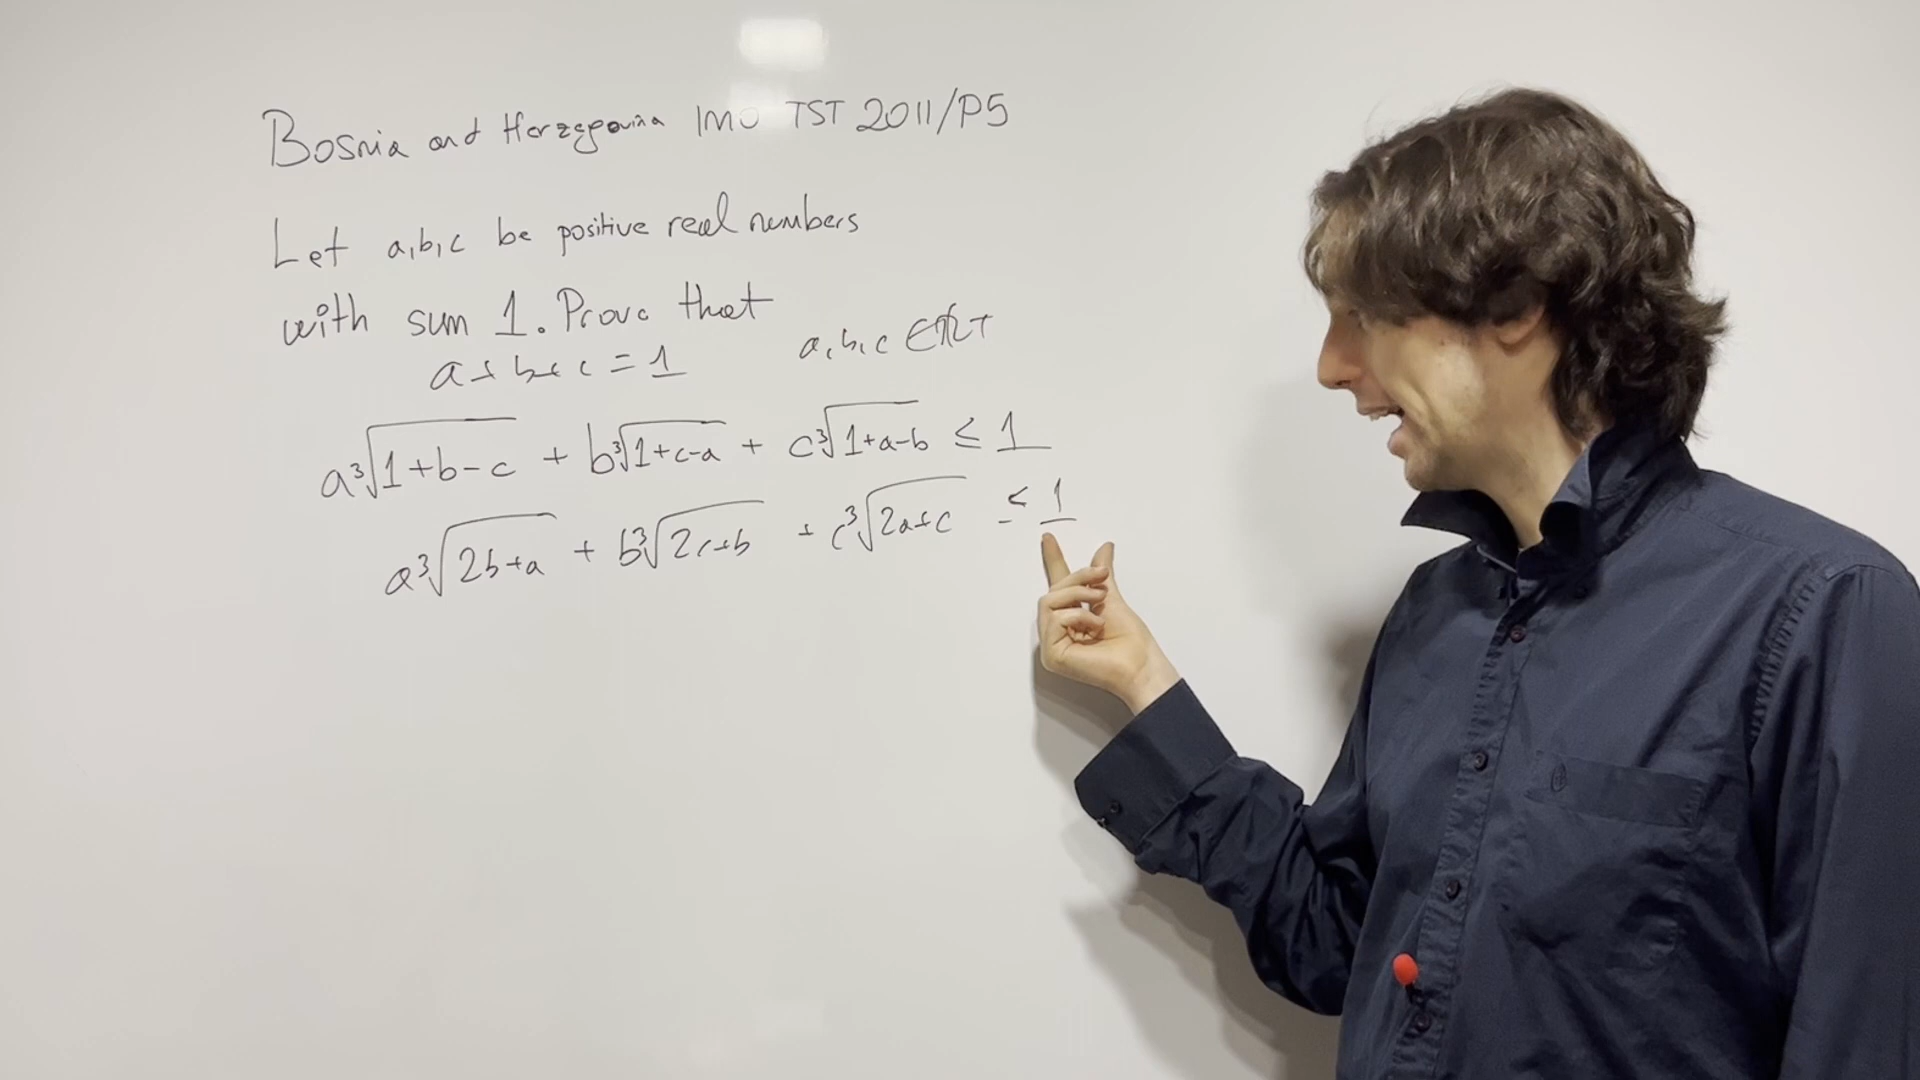 Bosnia and Herzegovina IMO TST 2011/P5
Let a,b,c be positive real numbers
with sum 1. Prove that
a+b+c=1 a,b,c ∈ ℝ+
a∛(1+b-c) + b∛(1+c-a) + c∛(1+a-b) ≤ 1
a∛(2b+a) + b∛(2c+b) + c∛(2a+c) ≤ 1